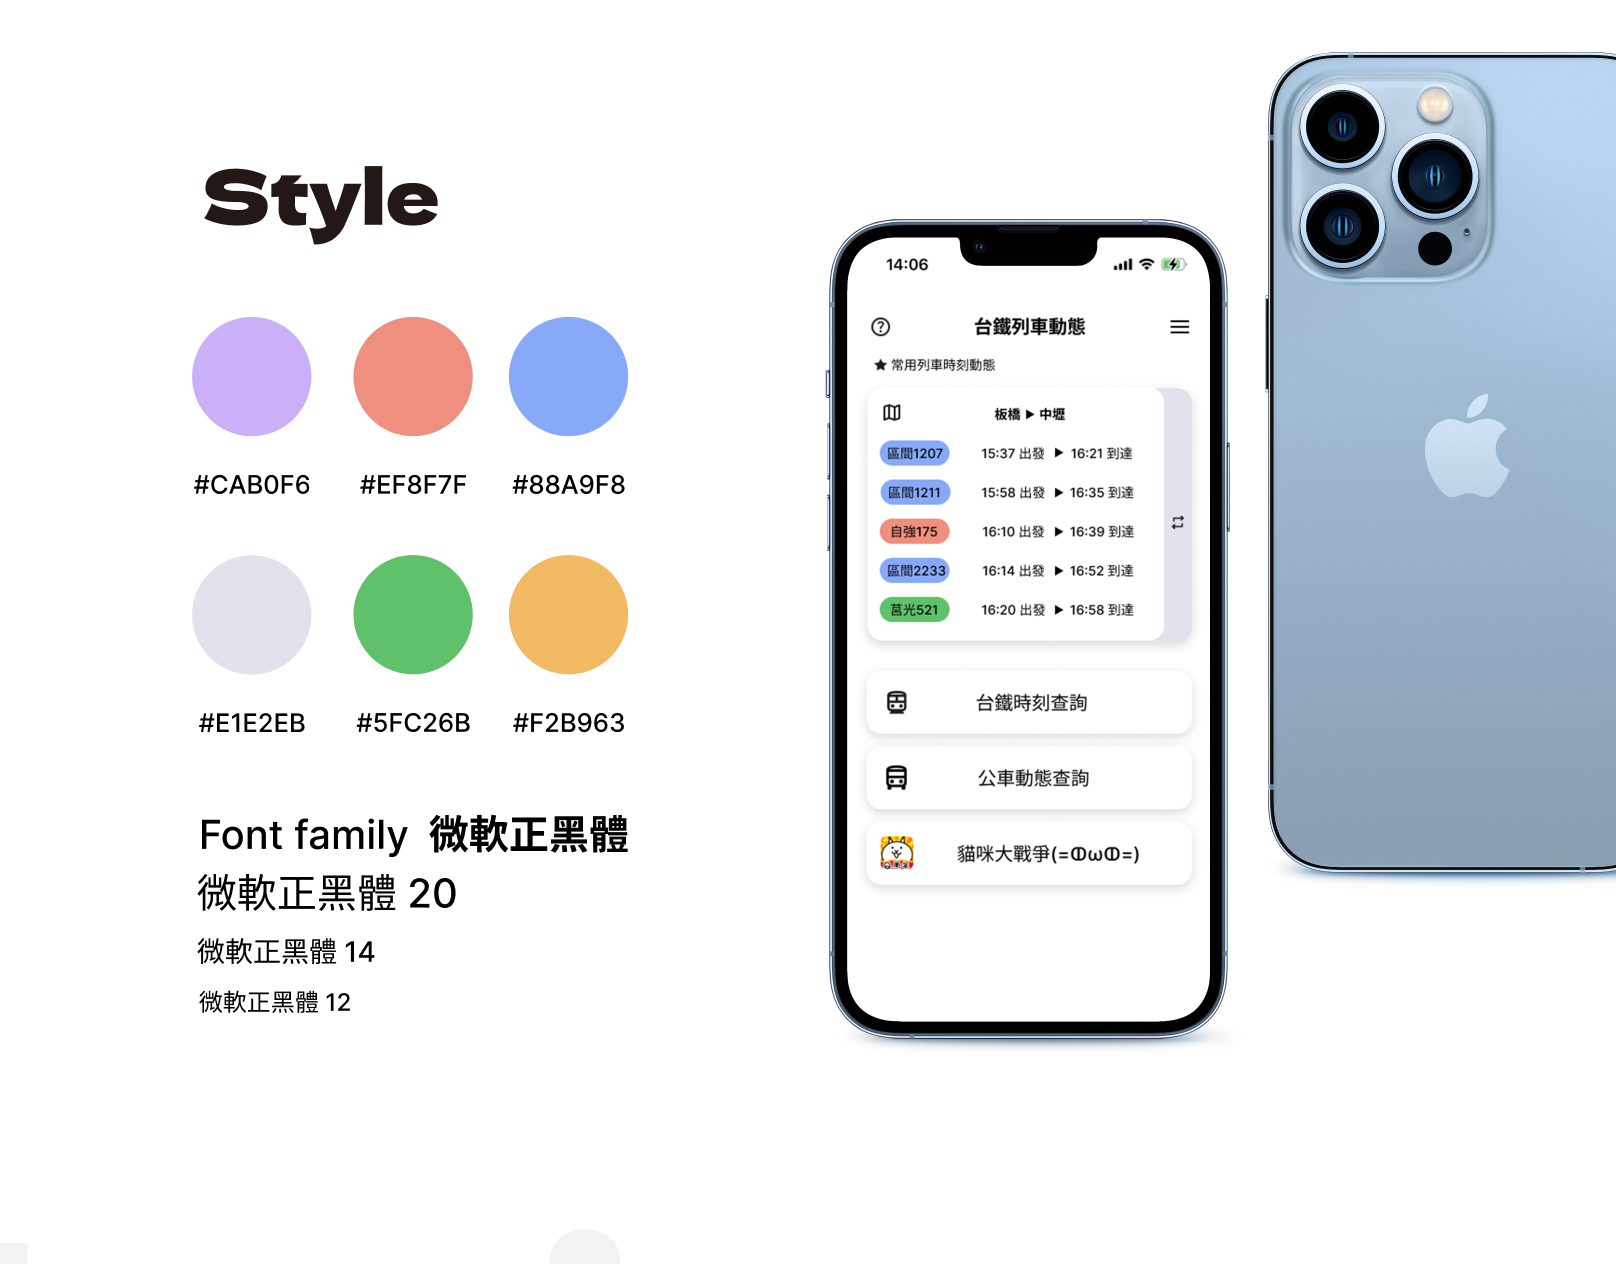 Style
#CAB0F6
#EF8F7F
#88A9F8
#E1E2EB
#5FC26B
#F2B963
Font family 微軟正黑體
微軟正黑體 20
微軟正黑體 14
微軟正黑體 12
14:06
台鐵列車動態
★ 常用列車時刻動態
板橋 ▶ 中壢
區間1207 15:37 出發 ▶ 16:21 到達
區間1211 15:58 出發 ▶ 16:35 到達
自強175 16:10 出發 ▶ 16:39 到達
區間2233 16:14 出發 ▶ 16:52 到達
莒光521 16:20 出發 ▶ 16:58 到達
台鐵時刻查詢
公車動態查詢
貓咪大戰爭(=ↀωↀ=)